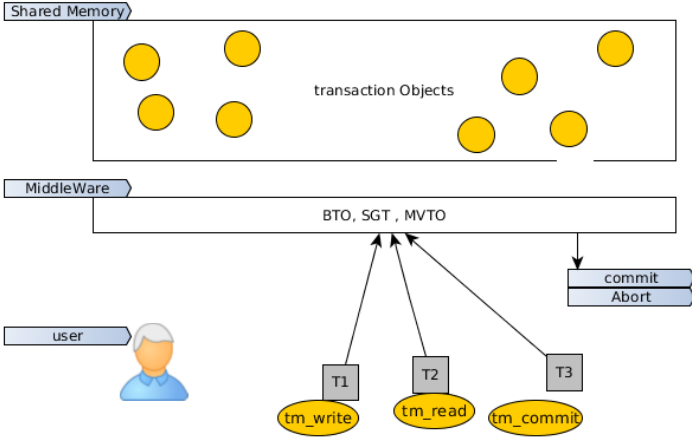 Shared Memory
transaction Objects
MiddleWare
BTO, SGT , MVTO
commit
Abort
user
T1
T2
T3
tm_write
tm_read
tm_commit